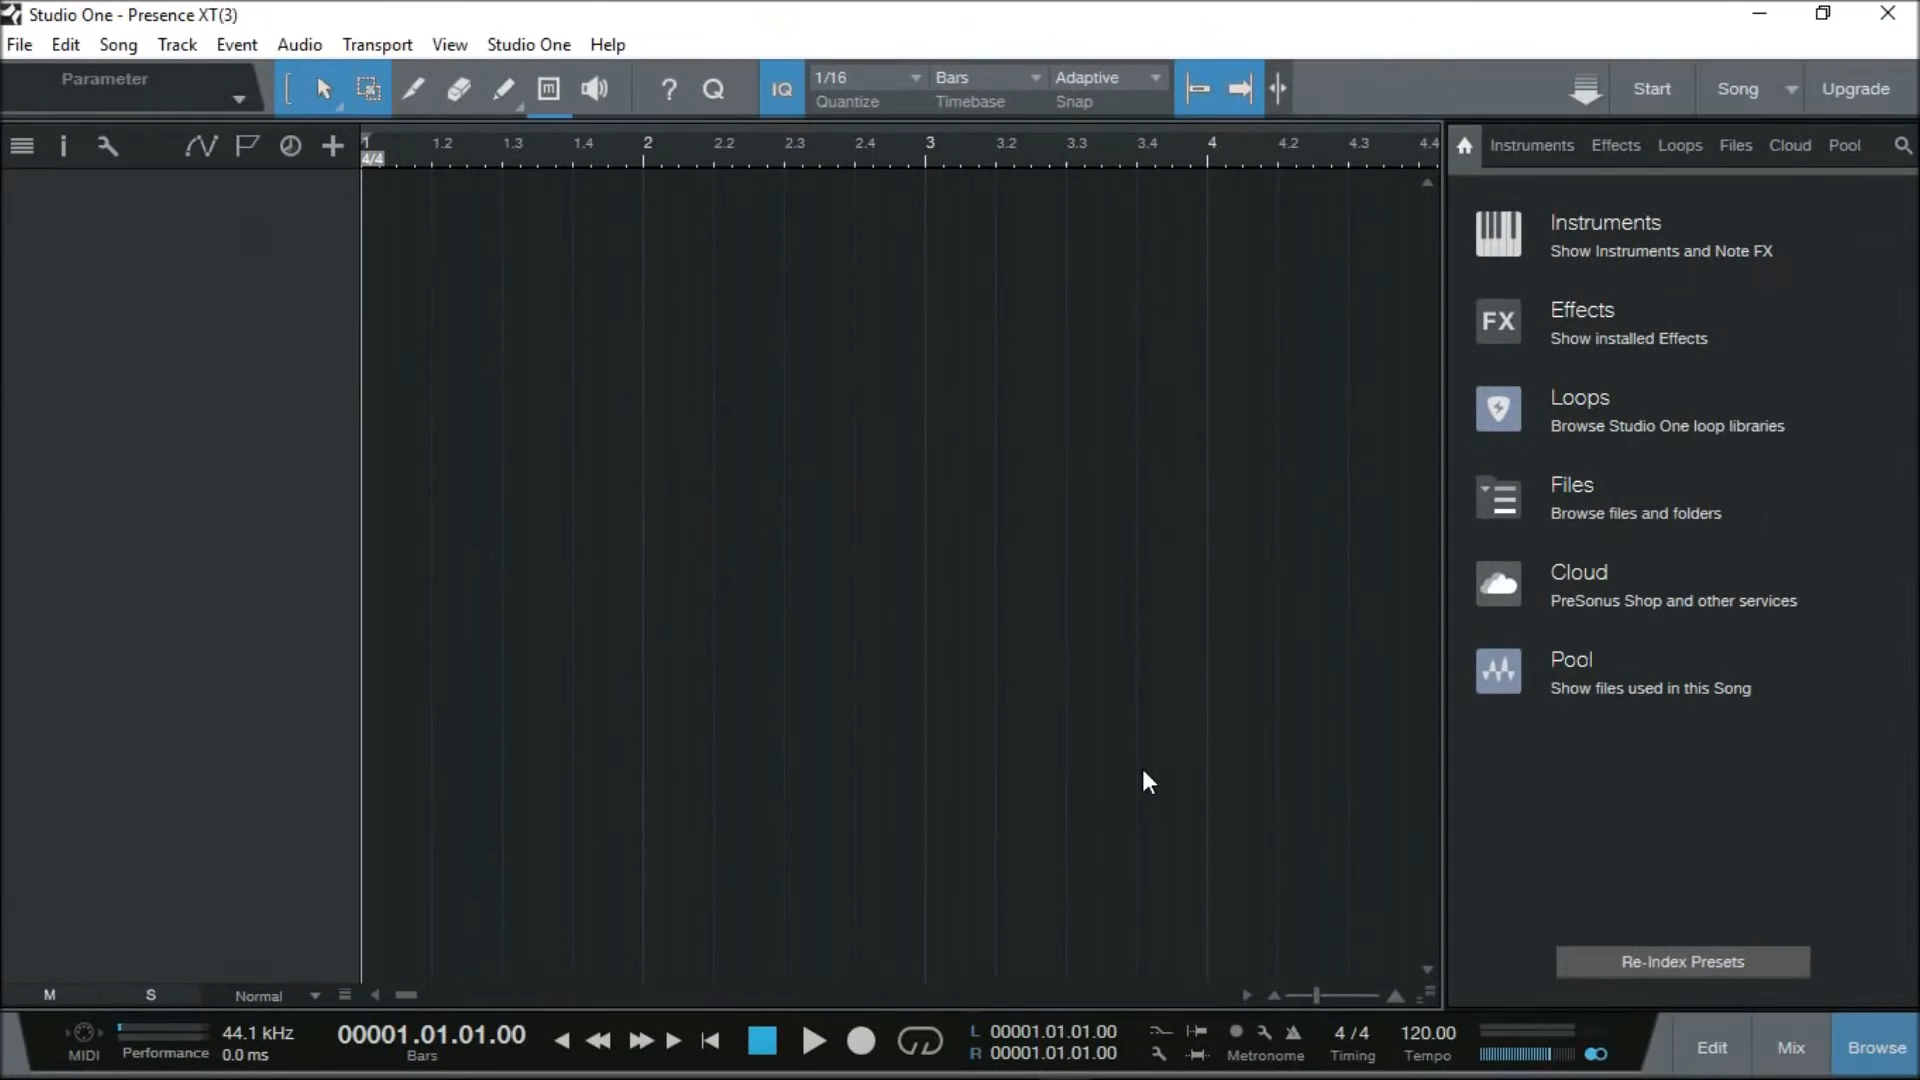 Studio One - Presence XT(3)
File Edit Song Track Event Audio Transport View Studio One Help
Parameter
? Q IQ
1/16 Bars Adaptive
Quantize Timebase Snap
Start Song Upgrade
1 1.2 1.3 1.4 2 2.2 2.3 2.4 3 3.2 3.3 3.4 4 4.2 4.3 4.4
4/4
Instruments Effects Loops Files Cloud Pool
Instruments
Show Instruments and Note FX
FX
Effects
Show installed Effects
Loops
Browse Studio One loop libraries
Files
Browse files and folders
Cloud
PreSonus Shop and other services
Pool
Show files used in this Song
Re-Index Presets
M S Normal
MIDI
Performance
44.1 kHz
0.0 ms
00001.01.01.00
Bars
L 00001.01.01.00
R 00001.01.01.00
Metronome
4 / 4
Timing
120.00
Tempo
Edit Mix Browse